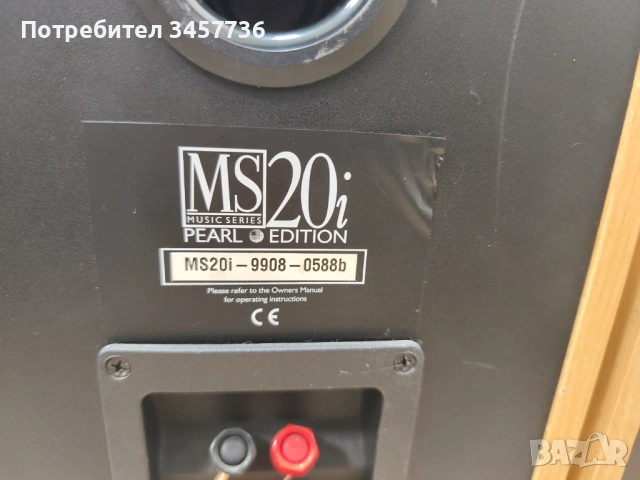 Потребител 3457736
MS 20i
MUSIC SERIES
PEARL EDITION
MS20i-9908-0588b
Please refer to the Owners Manual
for operating instructions
CE
BAZAR